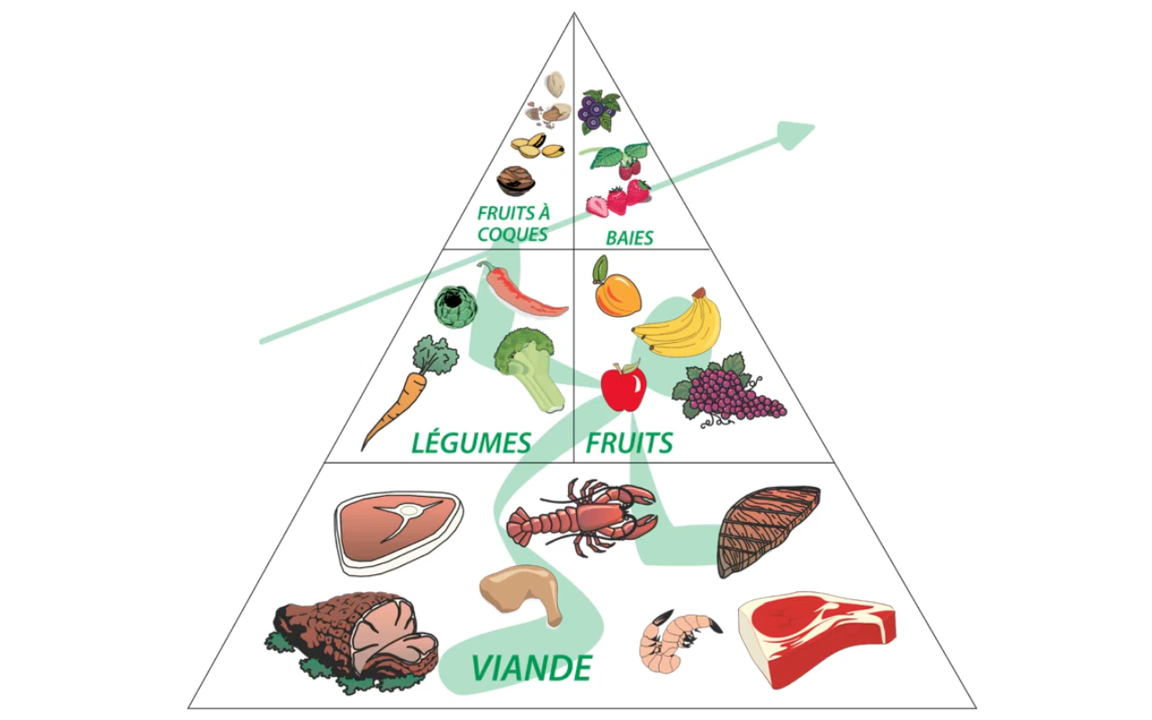 FRUITS À
COQUES
BAIES
LÉGUMES
FRUITS
VIANDE